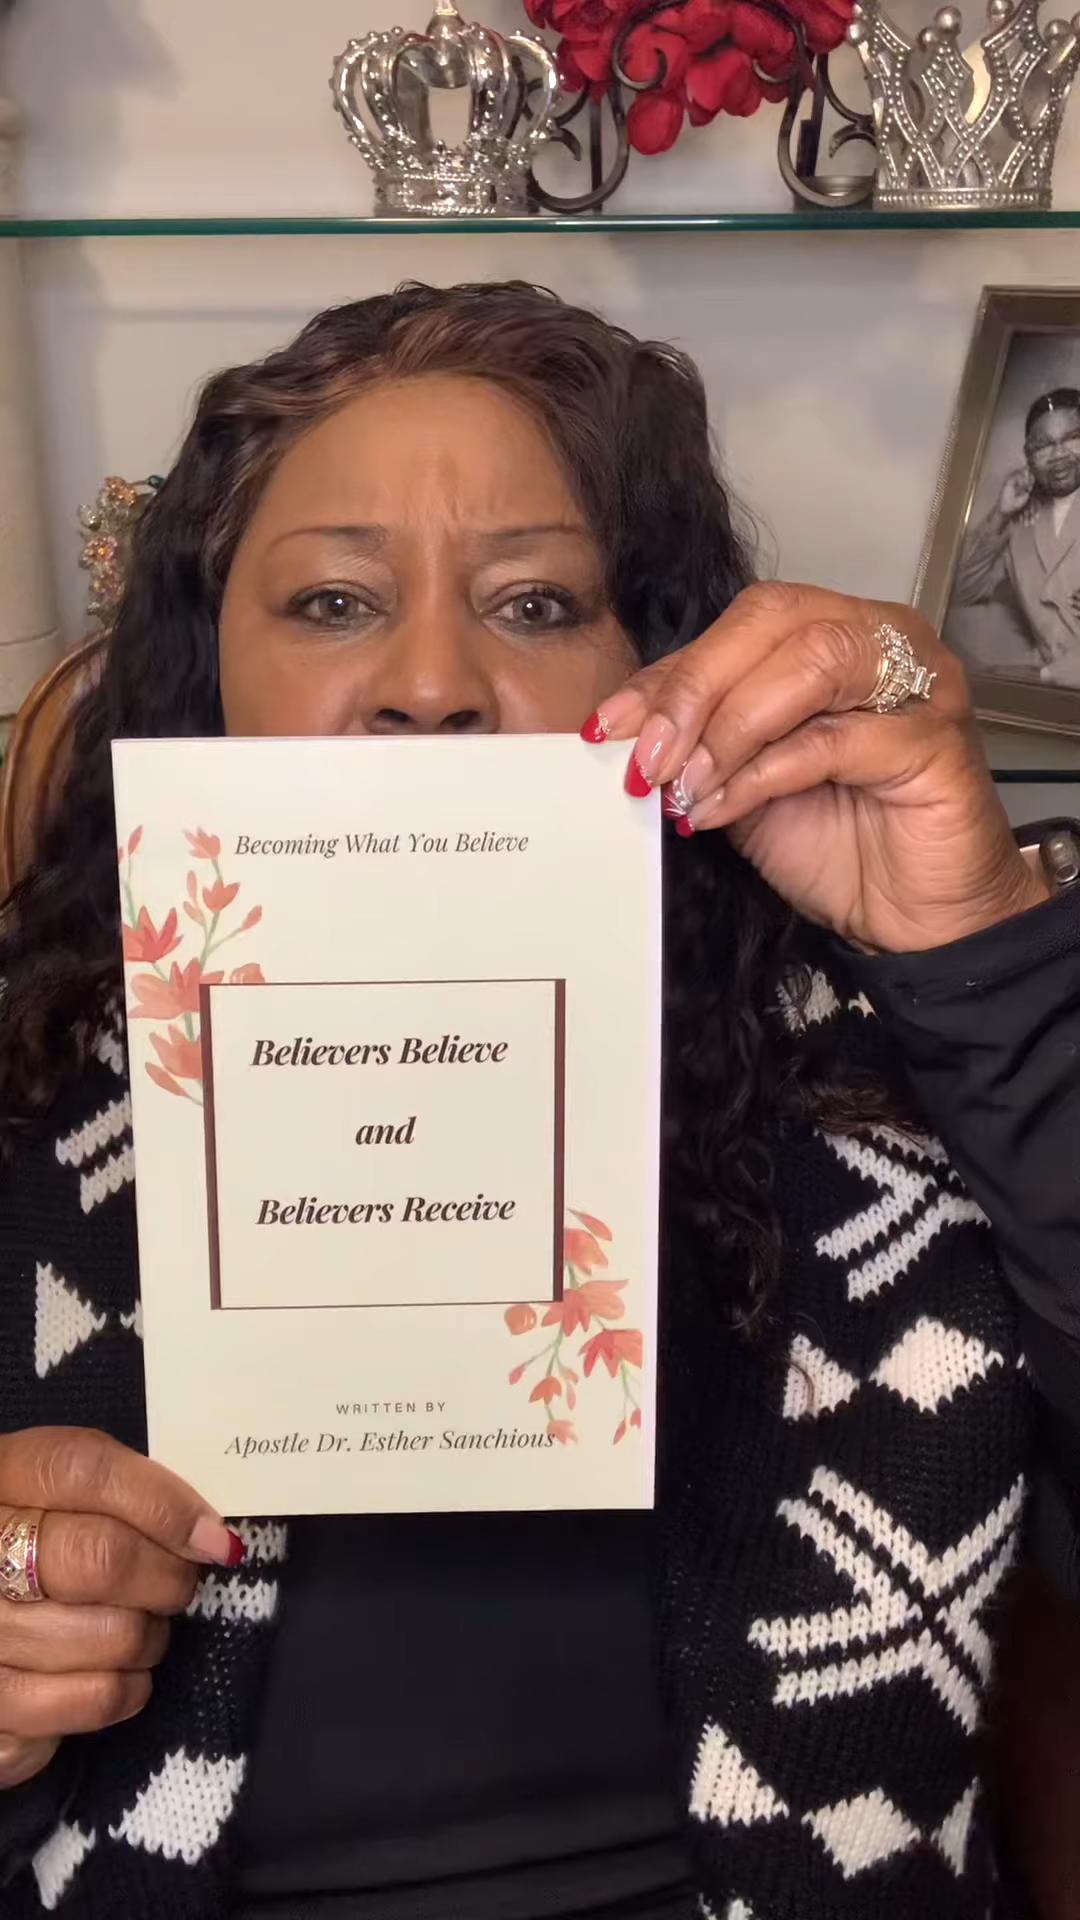 Becoming What You Believe
Believers Believe
and
Believers Receive
WRITTEN BY
Apostle Dr. Esther Sanchious